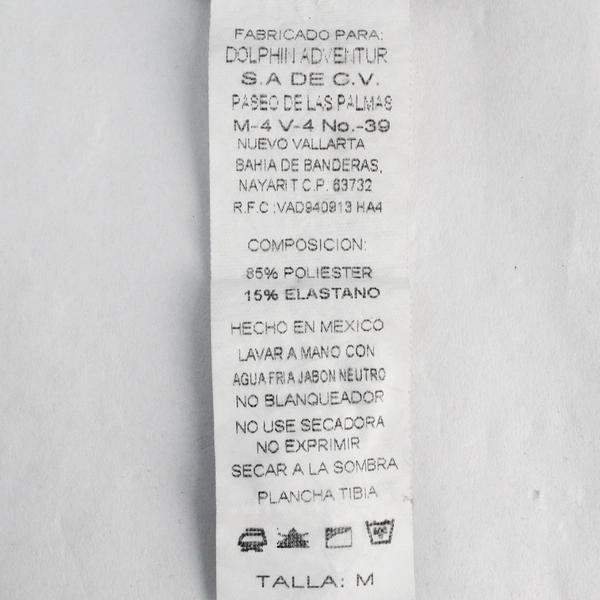 FABRICADO PARA:
DOLPHIN ADVENTUR
S.A DE C.V.
PASEO DE LAS PALMAS
M-4 V-4 No.-39
NUEVO VALLARTA
BAHIA DE BANDERAS,
NAYARIT C.P. 63732
R.F.C :VAD940913 HA4
COMPOSICION:
85% POLIESTER
15% ELASTANO
HECHO EN MEXICO
LAVAR A MANO CON
AGUA FRIA JABON NEUTRO
NO BLANQUEADOR
NO USE SECADORA
NO EXPRIMIR
SECAR A LA SOMBRA
PLANCHA TIBIA
TALLA: M